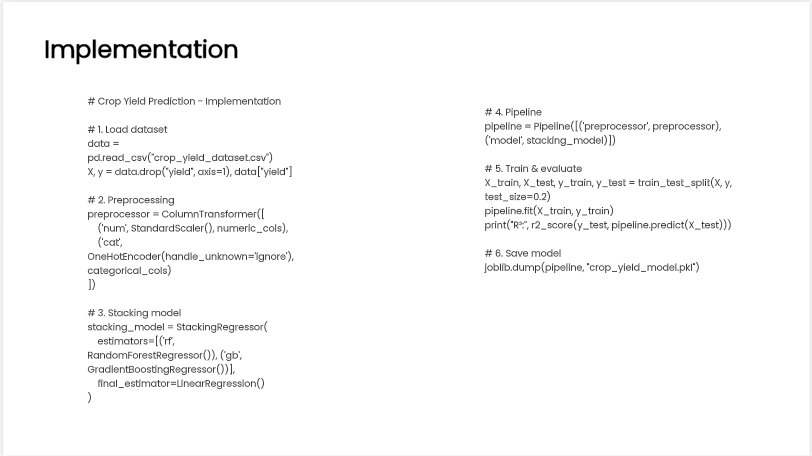 Implementation
# Crop Yield Prediction - Implementation
# 1. Load dataset
data =
pd.read_csv("crop_yield_dataset.csv")
X, y = data.drop("yield", axis=1), data["yield"]
# 2. Preprocessing
preprocessor = ColumnTransformer([
('num', StandardScaler(), numeric_cols),
('cat',
OneHotEncoder(handle_unknown='ignore'),
categorical_cols)
])
# 3. Stacking model
stacking_model = StackingRegressor(
estimators=[('rf',
RandomForestRegressor()), ('gb',
GradientBoostingRegressor())],
final_estimator=LinearRegression()
)
# 4. Pipeline
pipeline = Pipeline([('preprocessor', preprocessor),
('model', stacking_model)])
# 5. Train & evaluate
X_train, X_test, y_train, y_test = train_test_split(X, y,
test_size=0.2)
pipeline.fit(X_train, y_train)
print("R²:", r2_score(y_test, pipeline.predict(X_test)))
# 6. Save model
joblib.dump(pipeline, "crop_yield_model.pkl")